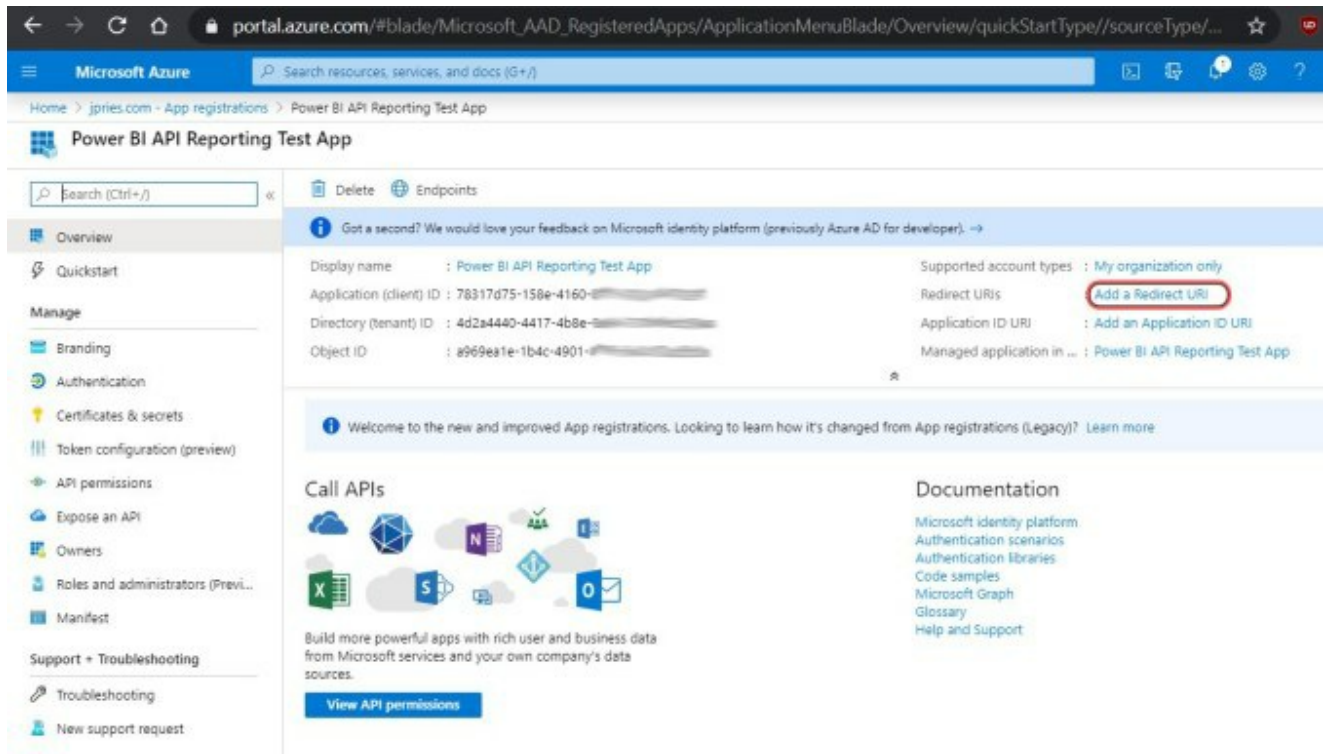 portal.azure.com/#blade/Microsoft_AAD_RegisteredApps/ApplicationMenuBlade/Overview/quickStartType//sourceType/...
Microsoft Azure
Search resources, services, and docs (G+/)
Home > jpries.com - App registrations > Power BI API Reporting Test App
Power BI API Reporting Test App
Search (Ctrl+/)
«
Delete
Endpoints
Got a second? We would love your feedback on Microsoft identity platform (previously Azure AD for developer). →
Overview
Quickstart
Manage
Branding
Authentication
Certificates & secrets
Token configuration (preview)
API permissions
Expose an API
Owners
Roles and administrators (Previ...
Manifest
Support + Troubleshooting
Troubleshooting
New support request
Display name : Power BI API Reporting Test App
Application (client) ID : 78317d75-158e-4160-
Directory (tenant) ID : 4d2a4440-4417-4b8e-
Object ID : a969ea1e-1b4c-4901-
Supported account types : My organization only
Redirect URIs : Add a Redirect URI
Application ID URI : Add an Application ID URI
Managed application in ... : Power BI API Reporting Test App
Welcome to the new and improved App registrations. Looking to learn how it's changed from App registrations (Legacy)? Learn more
Call APIs
N
X
S
O
Build more powerful apps with rich user and business data
from Microsoft services and your own company's data
sources.
View API permissions
Documentation
Microsoft identity platform
Authentication scenarios
Authentication libraries
Code samples
Microsoft Graph
Glossary
Help and Support